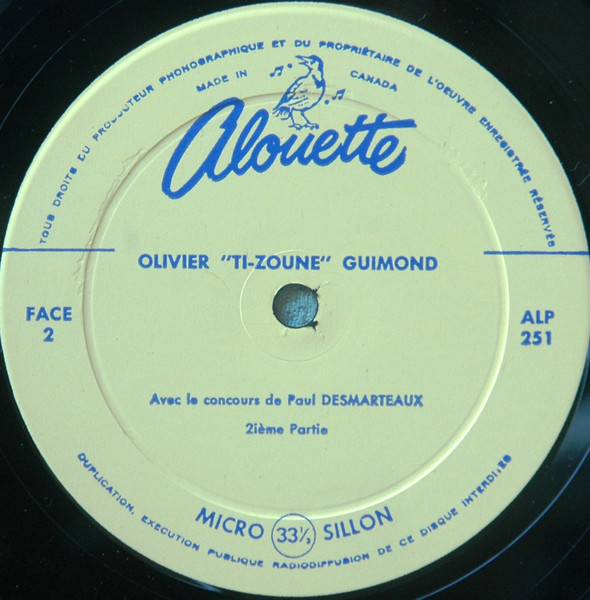 TOUS DROITS DU PRODUCTEUR PHONOGRAPHIQUE ET DU PROPRIÉTAIRE DE L'OEUVRE ENREGISTRÉE RÉSERVÉS
MADE IN CANADA
Alouette
OLIVIER "TI-ZOUNE" GUIMOND
FACE
2
ALP
251
Avec le concours de Paul DESMARTEAUX
2ième Partie
MICRO 33⅓ SILLON
DUPLICATION, EXECUTION PUBLIQUE RADIODIFFUSION DE CE DISQUE INTERDITES